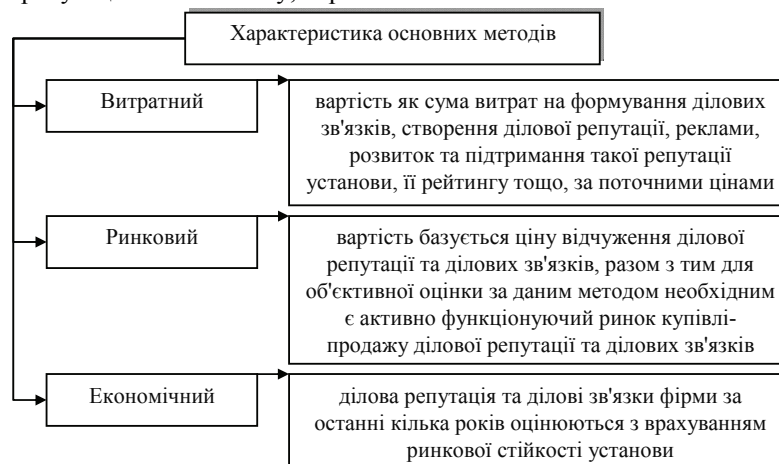 Характеристика основних методів
Витратний
вартість як сума витрат на формування ділових
зв'язків, створення ділової репутації, реклами,
розвиток та підтримання такої репутації
установи, її рейтингу тощо, за поточними цінами
Ринковий
вартість базується ціну відчуження ділової
репутації та ділових зв'язків, разом з тим для
об'єктивної оцінки за даним методом необхідним
є активно функціонуючий ринок купівлі-
продажу ділової репутації та ділових зв'язків
Економічний
ділова репутація та ділові зв'язки фірми за
останні кілька років оцінюються з врахуванням
ринкової стійкості установи